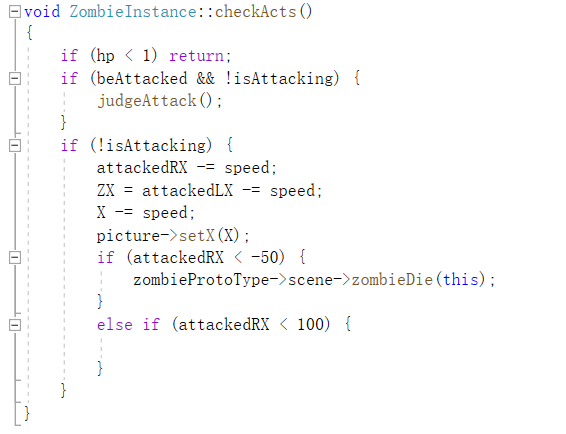 void ZombieInstance::checkActs()
{
    if (hp < 1) return;
    if (beAttacked && !isAttacking) {
        judgeAttack();
    }
    if (!isAttacking) {
        attackedRX -= speed;
        ZX = attackedLX -= speed;
        X -= speed;
        picture->setX(X);
        if (attackedRX < -50) {
            zombieProtoType->scene->zombieDie(this);
        }
        else if (attackedRX < 100) {

        }
    }
}